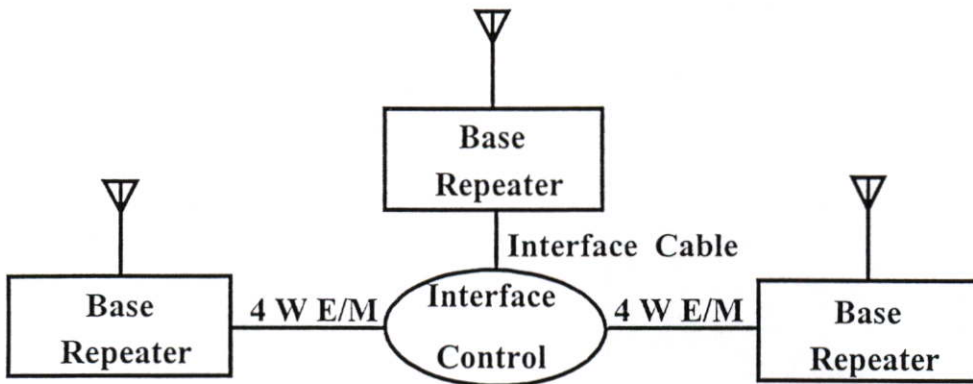 Base
Repeater
Interface Cable
Base
Repeater
4 W E/M
Interface
Control
4 W E/M
Base
Repeater